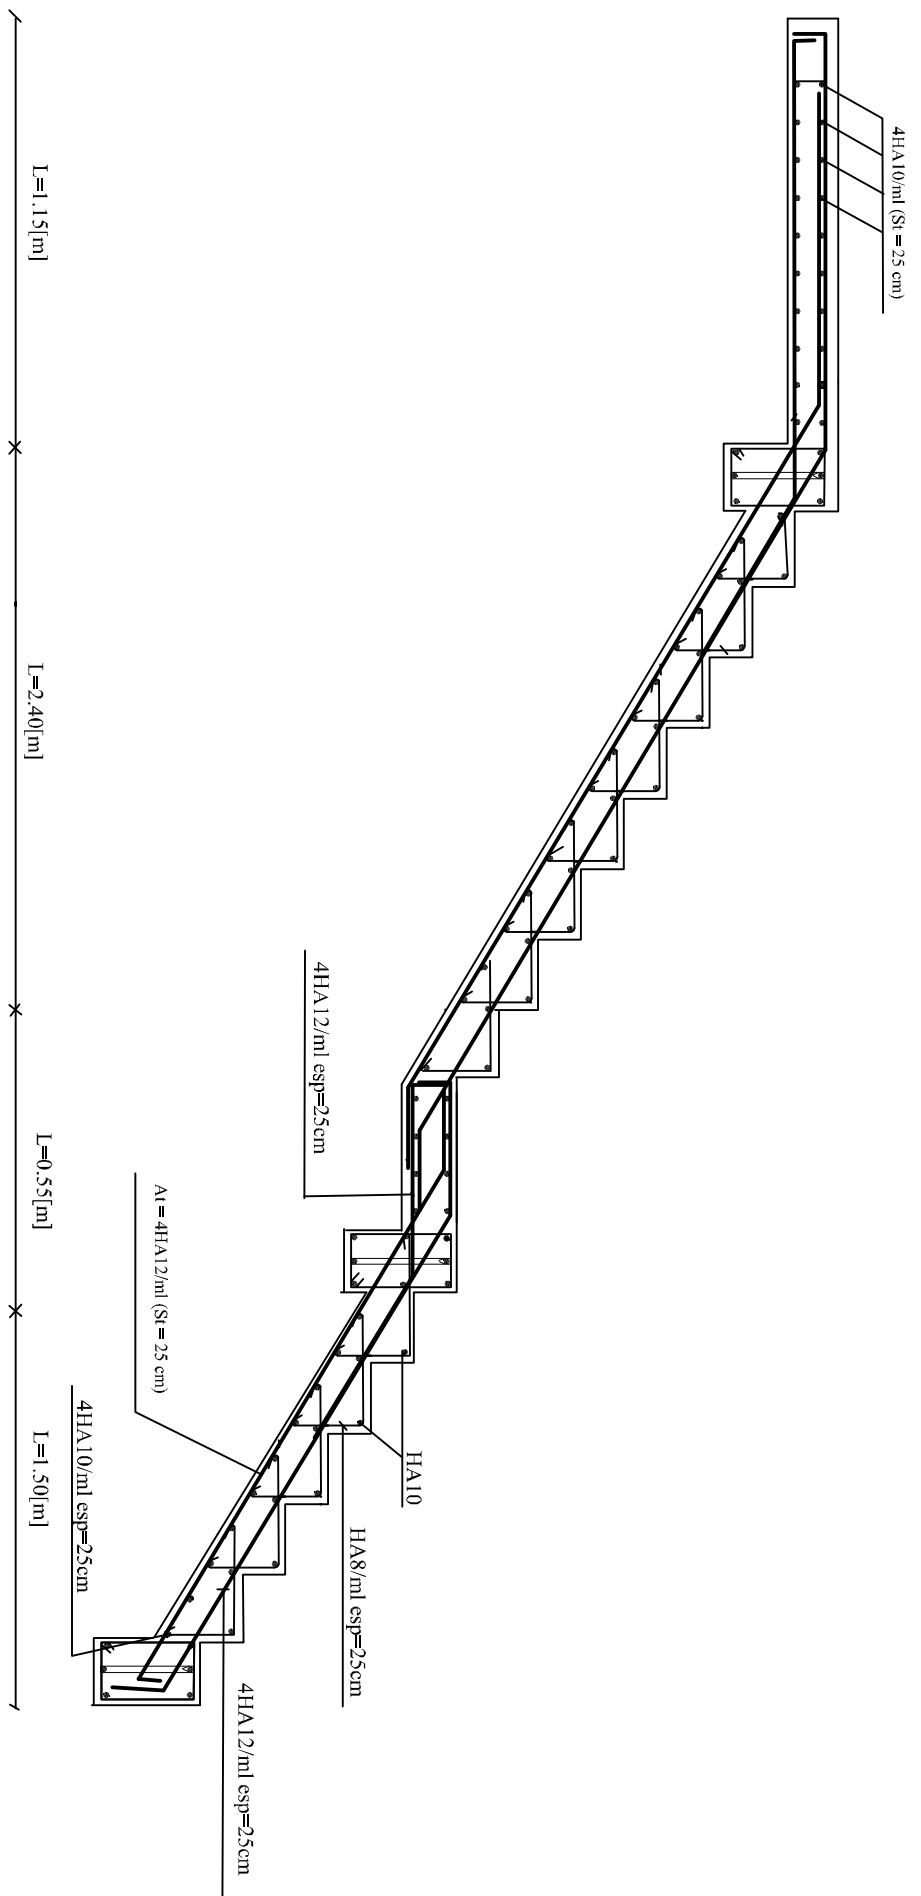 4HA10/ml (St = 25 cm)
L=1.15[m]
L=2.40[m]
4HA12/ml esp=25cm
L=0.55[m]
At = 4HA12/ml (St = 25 cm)
4HA10/ml esp=25cm
L=1.50[m]
HA10
HA8/ml esp=25cm
4HA12/ml esp=25cm